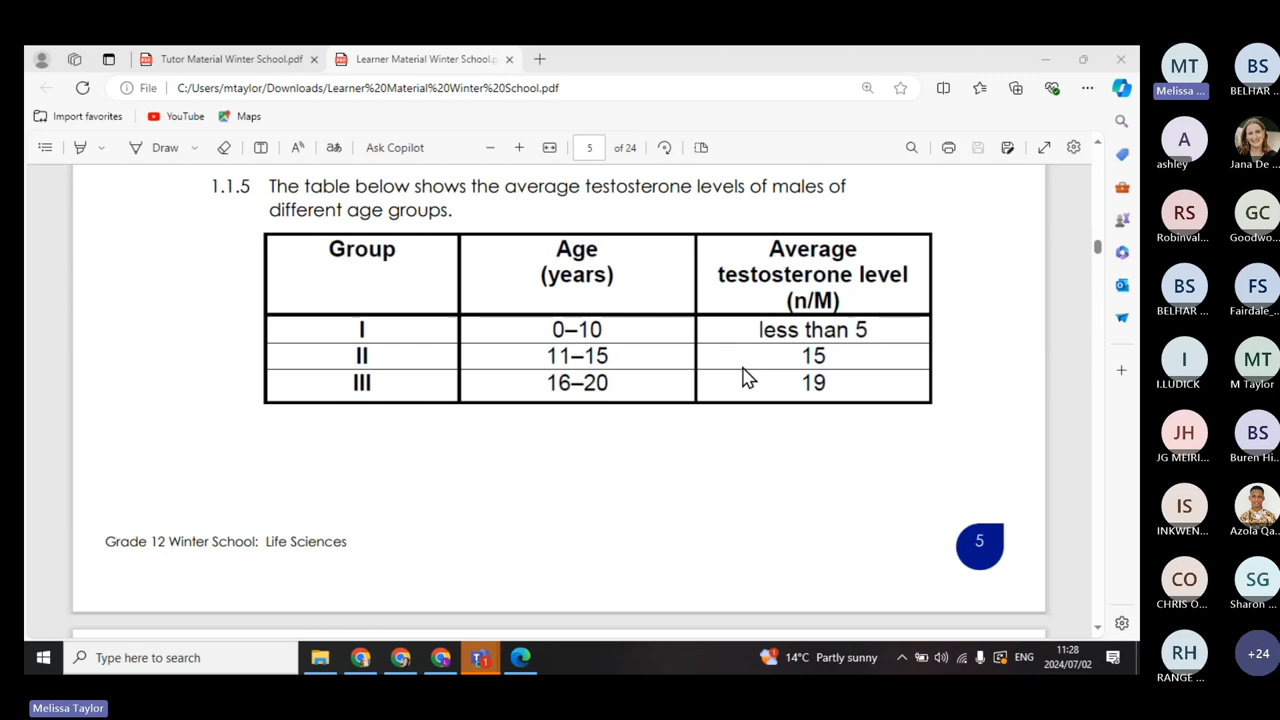 Tutor Material Winter School.pdf
Learner Material Winter School.p
File
C:/Users/mtaylor/Downloads/Learner%20Material%20Winter%20School.pdf
Import favorites
YouTube
Maps
Draw
Ask Copilot
5
of 24
1.1.5 The table below shows the average testosterone levels of males of
different age groups.
Group
Age
(years)
Average
testosterone level
(n/M)
I 0–10 less than 5
II 11–15 15
III 16–20 19
Grade 12 Winter School: Life Sciences
5
Type here to search
14°C Partly sunny
ENG
11:28
2024/07/02
Melissa Taylor
MT
Melissa ...
BS
BELHAR ...
A
ashley
Jana De ...
RS
Robinval...
GC
Goodwo...
BS
BELHAR ...
FS
Fairdale_...
I
I.LUDICK
MT
M Taylor
JH
JG MEIRI...
BS
Buren Hi...
IS
INKWEN...
Azola Qa...
CO
CHRIS O...
SG
Sharon ...
RH
RANGE ...
+24